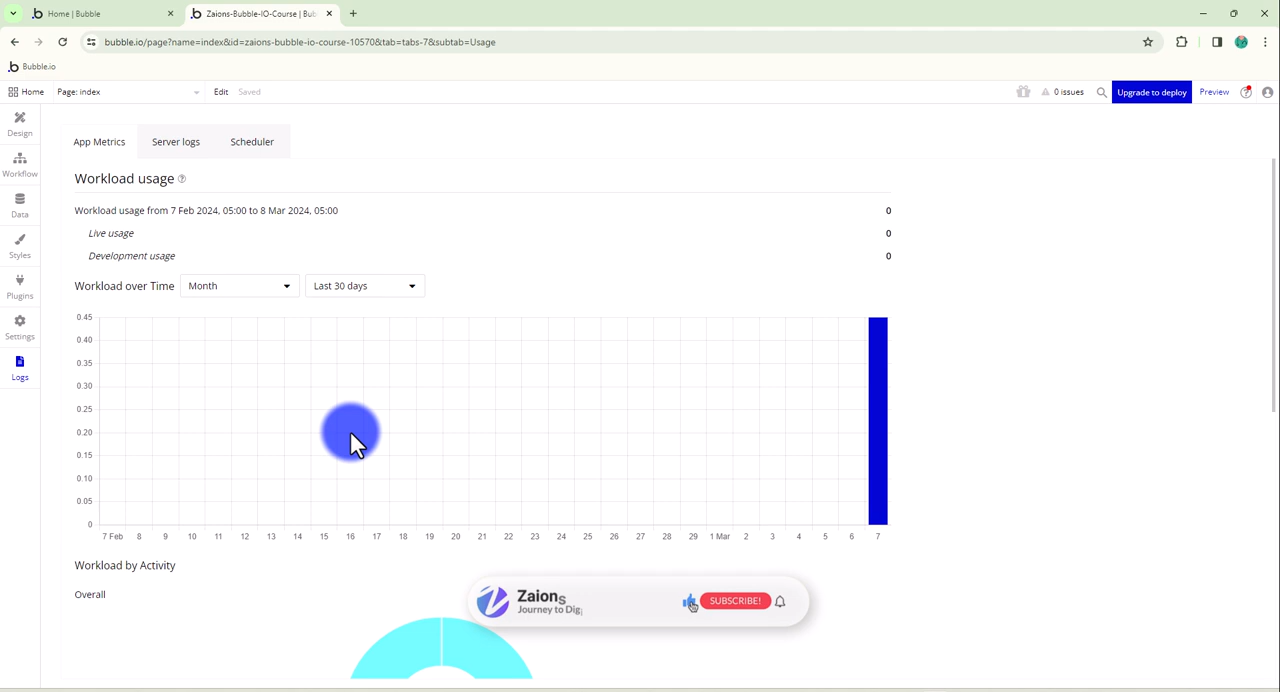 Home | Bubble
Zaions-Bubble-IO-Course | Bub
bubble.io/page?name=index&id=zaions-bubble-io-course-10570&tab=tabs-7&subtab=Usage
Bubble.io
Home
Page: index
Edit
Saved
0 issues
Upgrade to deploy
Preview
Design
Workflow
Data
Styles
Plugins
Settings
Logs
App Metrics
Server logs
Scheduler
Workload usage
Workload usage from 7 Feb 2024, 05:00 to 8 Mar 2024, 05:00 0
Live usage 0
Development usage 0
Workload over Time Month Last 30 days
0.45
0.40
0.35
0.30
0.25
0.20
0.15
0.10
0.05
0
7 Feb 8 9 10 11 12 13 14 15 16 17 18 19 20 21 22 23 24 25 26 27 28 29 1 Mar 2 3 4 5 6 7
Workload by Activity
Overall
Zaions
Journey to Dig
SUBSCRIBE!